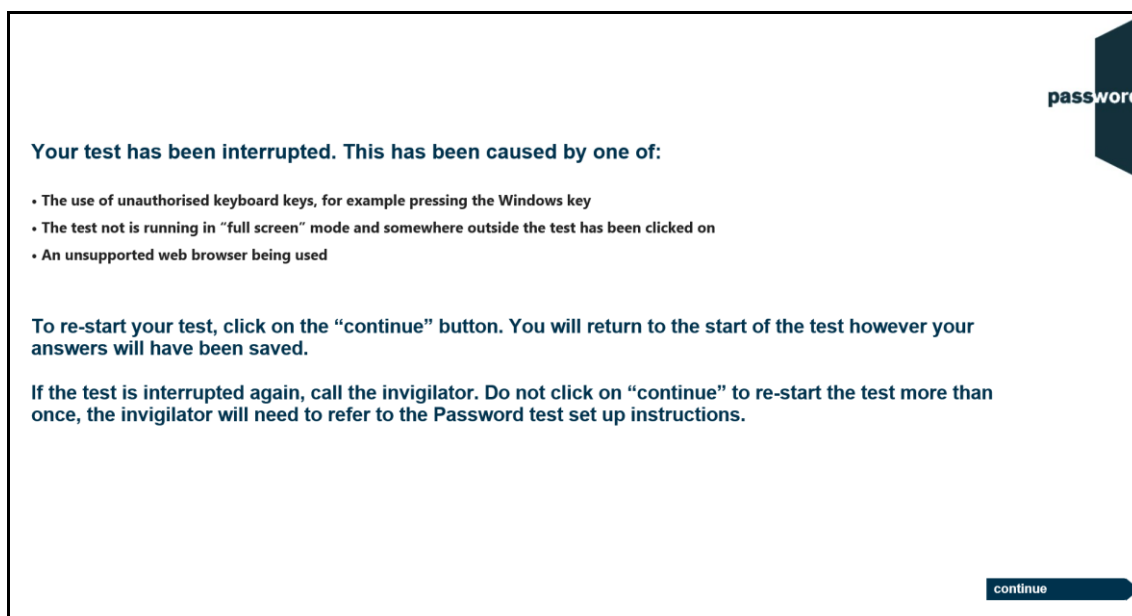 password
Your test has been interrupted. This has been caused by one of:
• The use of unauthorised keyboard keys, for example pressing the Windows key
• The test not is running in “full screen” mode and somewhere outside the test has been clicked on
• An unsupported web browser being used
To re-start your test, click on the “continue” button. You will return to the start of the test however your
answers will have been saved.
If the test is interrupted again, call the invigilator. Do not click on “continue” to re-start the test more than
once, the invigilator will need to refer to the Password test set up instructions.
continue